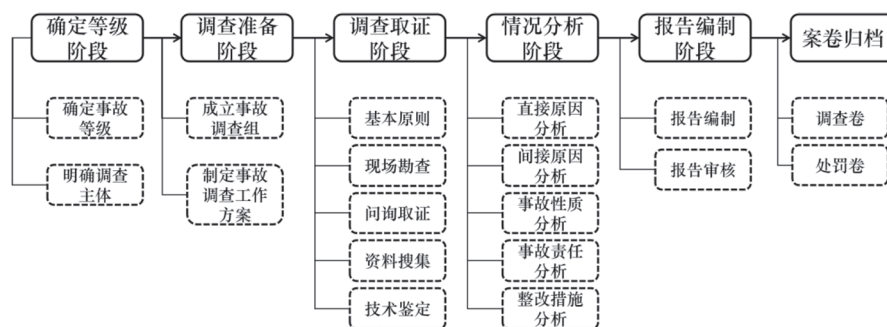 确定等级
阶段
调查准备
阶段
调查取证
阶段
情况分析
阶段
报告编制
阶段
案卷归档
确定事故
等级
明确调查
主体
成立事故
调查组
制定事故
调查工作
方案
基本原则
现场勘查
问询取证
资料搜集
技术鉴定
直接原因
分析
间接原因
分析
事故性质
分析
事故责任
分析
整改措施
分析
报告编制
报告审核
调查卷
处罚卷